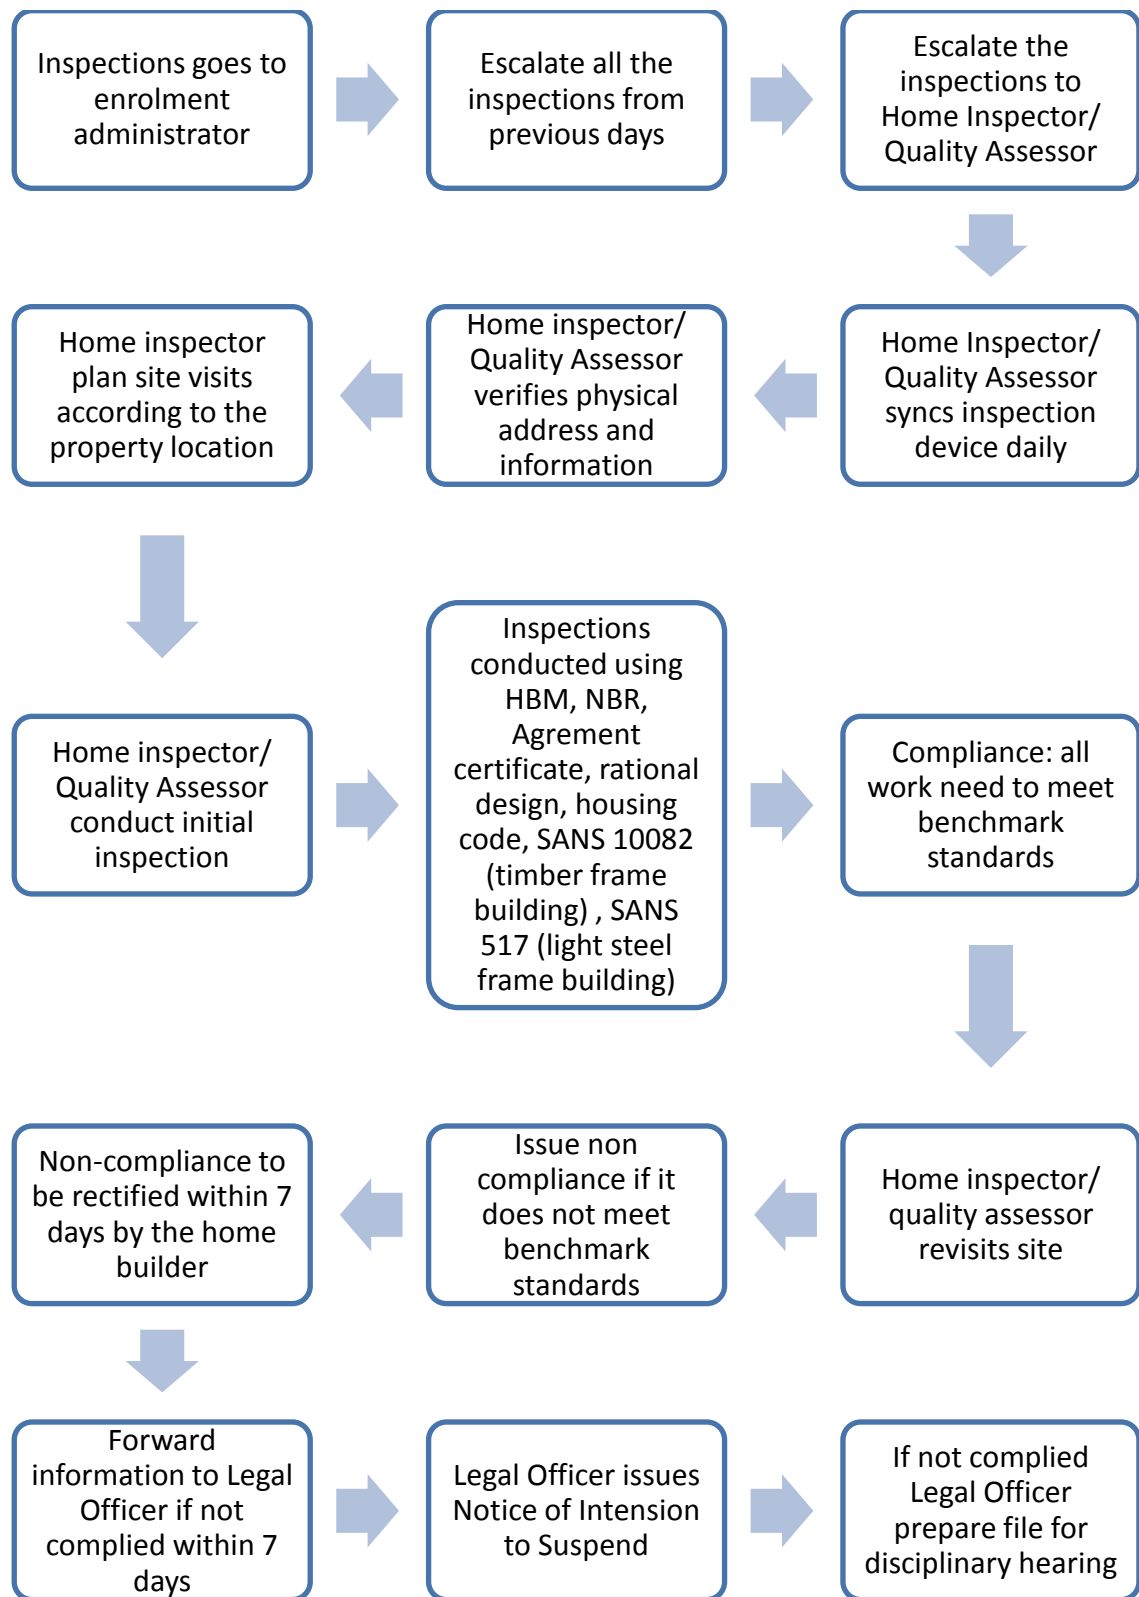 Inspections goes to
enrolment
administrator
Escalate all the
inspections from
previous days
Escalate the
inspections to
Home Inspector/
Quality Assessor
Home Inspector/
Quality Assessor
syncs inspection
device daily
Home inspector/
Quality Assessor
verifies physical
address and
information
Home inspector
plan site visits
according to the
property location
Home inspector/
Quality Assessor
conduct initial
inspection
Inspections
conducted using
HBM, NBR,
Agrement
certificate, rational
design, housing
code, SANS 10082
(timber frame
building) , SANS
517 (light steel
frame building)
Compliance: all
work need to meet
benchmark
standards
Home inspector/
quality assessor
revisits site
Issue non
compliance if it
does not meet
benchmark
standards
Non-compliance to
be rectified within 7
days by the home
builder
Forward
information to Legal
Officer if not
complied within 7
days
Legal Officer issues
Notice of Intension
to Suspend
If not complied
Legal Officer
prepare file for
disciplinary hearing